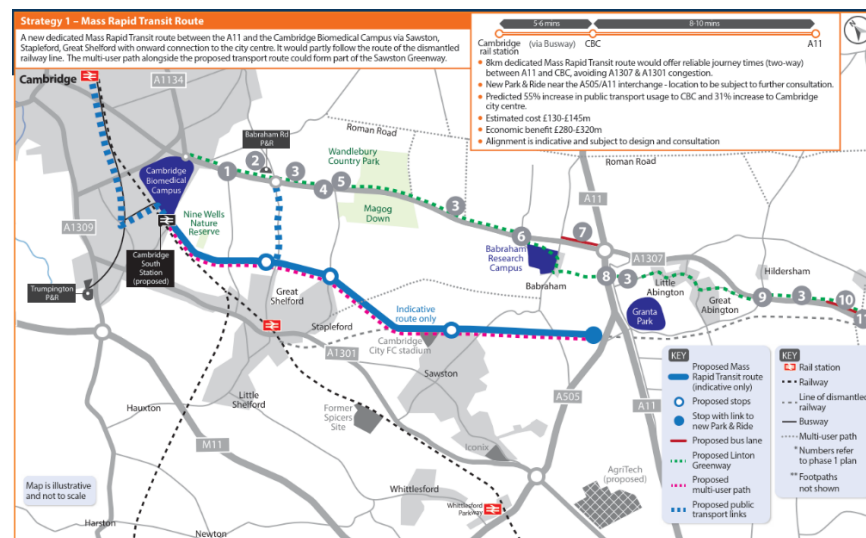 Strategy 1 – Mass Rapid Transit Route
A new dedicated Mass Rapid Transit route between the A11 and the Cambridge Biomedical Campus via Sawston,
Stapleford, Great Shelford with onward connection to the city centre. It would partly follow the route of the dismantled
railway line. The multi-user path alongside the proposed transport route could form part of the Sawston Greenway.
5-6 mins
8-10 mins
Cambridge
rail station
(via Busway)
CBC
A11
• 8km dedicated Mass Rapid Transit route would offer reliable journey times (two-way)
between A11 and CBC, avoiding A1307 & A1301 congestion.
• New Park & Ride near the A505/A11 interchange - location to be subject to further consultation.
• Predicted 55% increase in public transport usage to CBC and 31% increase to Cambridge
city centre.
• Estimated cost £130-£145m
• Economic benefit £280-£320m
• Alignment is indicative and subject to design and consultation
Cambridge
A1134
Roman Road
Babraham Rd
P&R
Wandlebury
Country Park
Roman Road
1
2
3
4
5
Cambridge
Biomedical
Campus
Magog
Down
3
A11
Nine Wells
Nature
Reserve
A1309
6
7
A1307
Babraham
Research
Campus
Cambridge
South
Station
(proposed)
Babraham
8
3
Little
Abington
Hildersham
Trumpington
P&R
Great
Abington
9
3
10
11
Great
Shelford
Indicative
route only
Granta
Park
Stapleford
Cambridge
City FC stadium
A1301
Sawston
Little
Shelford
Hauxton
A505
A11
Former
Spicers
Site
M11
Iconix
AgriTech
(proposed)
Whittlesford
Whittlesford
Parkway
Map is illustrative
and not to scale
Harston
Newton
KEY
Proposed Mass
Rapid Transit route
(indicative only)
Proposed stops
Stop with link to
new Park & Ride
Proposed bus lane
Proposed Linton
Greenway
Proposed
multi-user path
Proposed public
transport links
KEY
Rail station
Railway
Line of dismantled
railway
Busway
Multi-user path
* Numbers refer
to phase 1 plan
** Footpaths
not shown